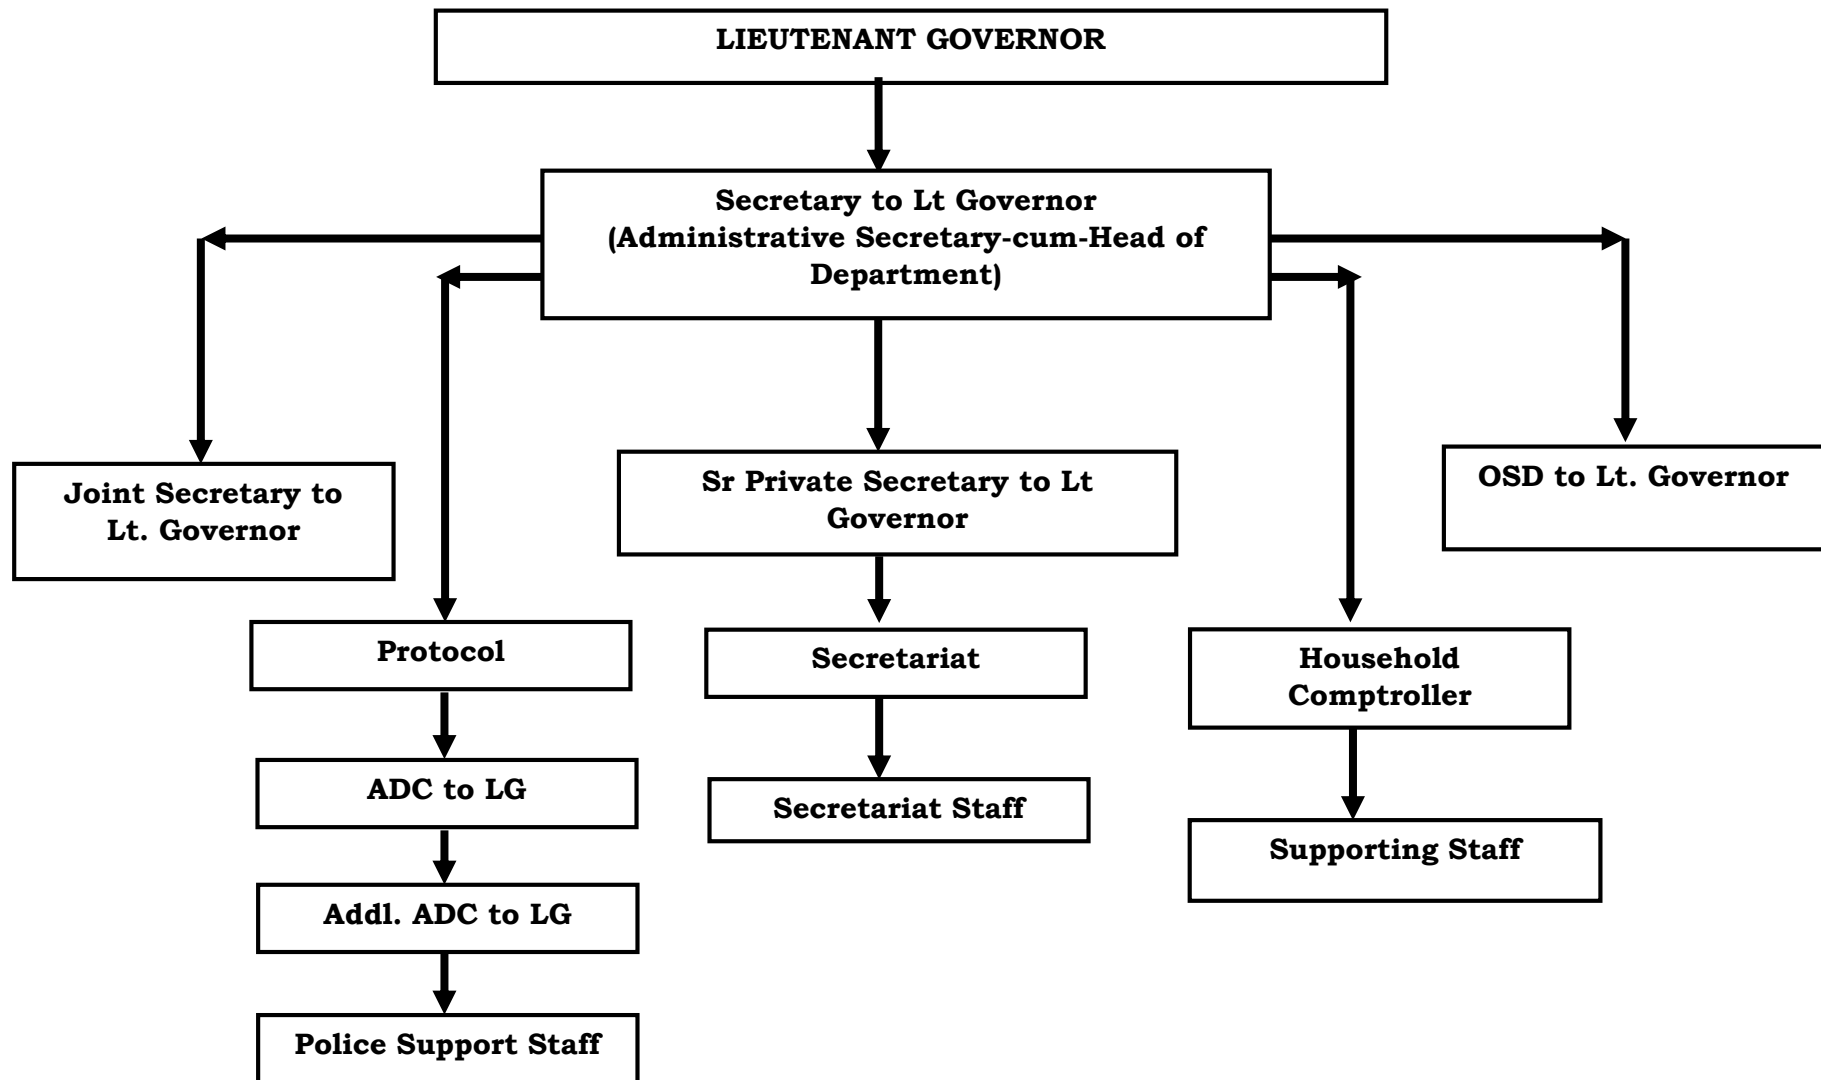 LIEUTENANT GOVERNOR
Secretary to Lt Governor
(Administrative Secretary-cum-Head of
Department)
Joint Secretary to
Lt. Governor
Sr Private Secretary to Lt
Governor
OSD to Lt. Governor
Protocol
Secretariat
Household
Comptroller
ADC to LG
Secretariat Staff
Supporting Staff
Addl. ADC to LG
Police Support Staff